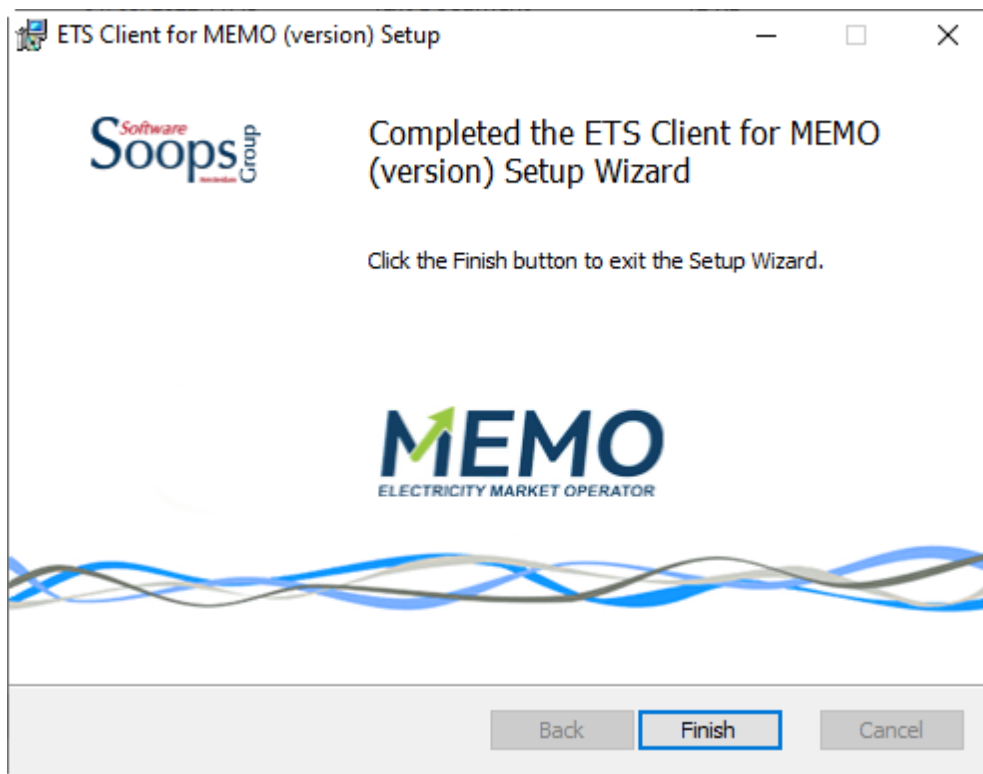 ETS Client for MEMO (version) Setup
Software
Soops
Group
Amsterdam
Completed the ETS Client for MEMO
(version) Setup Wizard
Click the Finish button to exit the Setup Wizard.
MEMO
ELECTRICITY MARKET OPERATOR
Back
Finish
Cancel